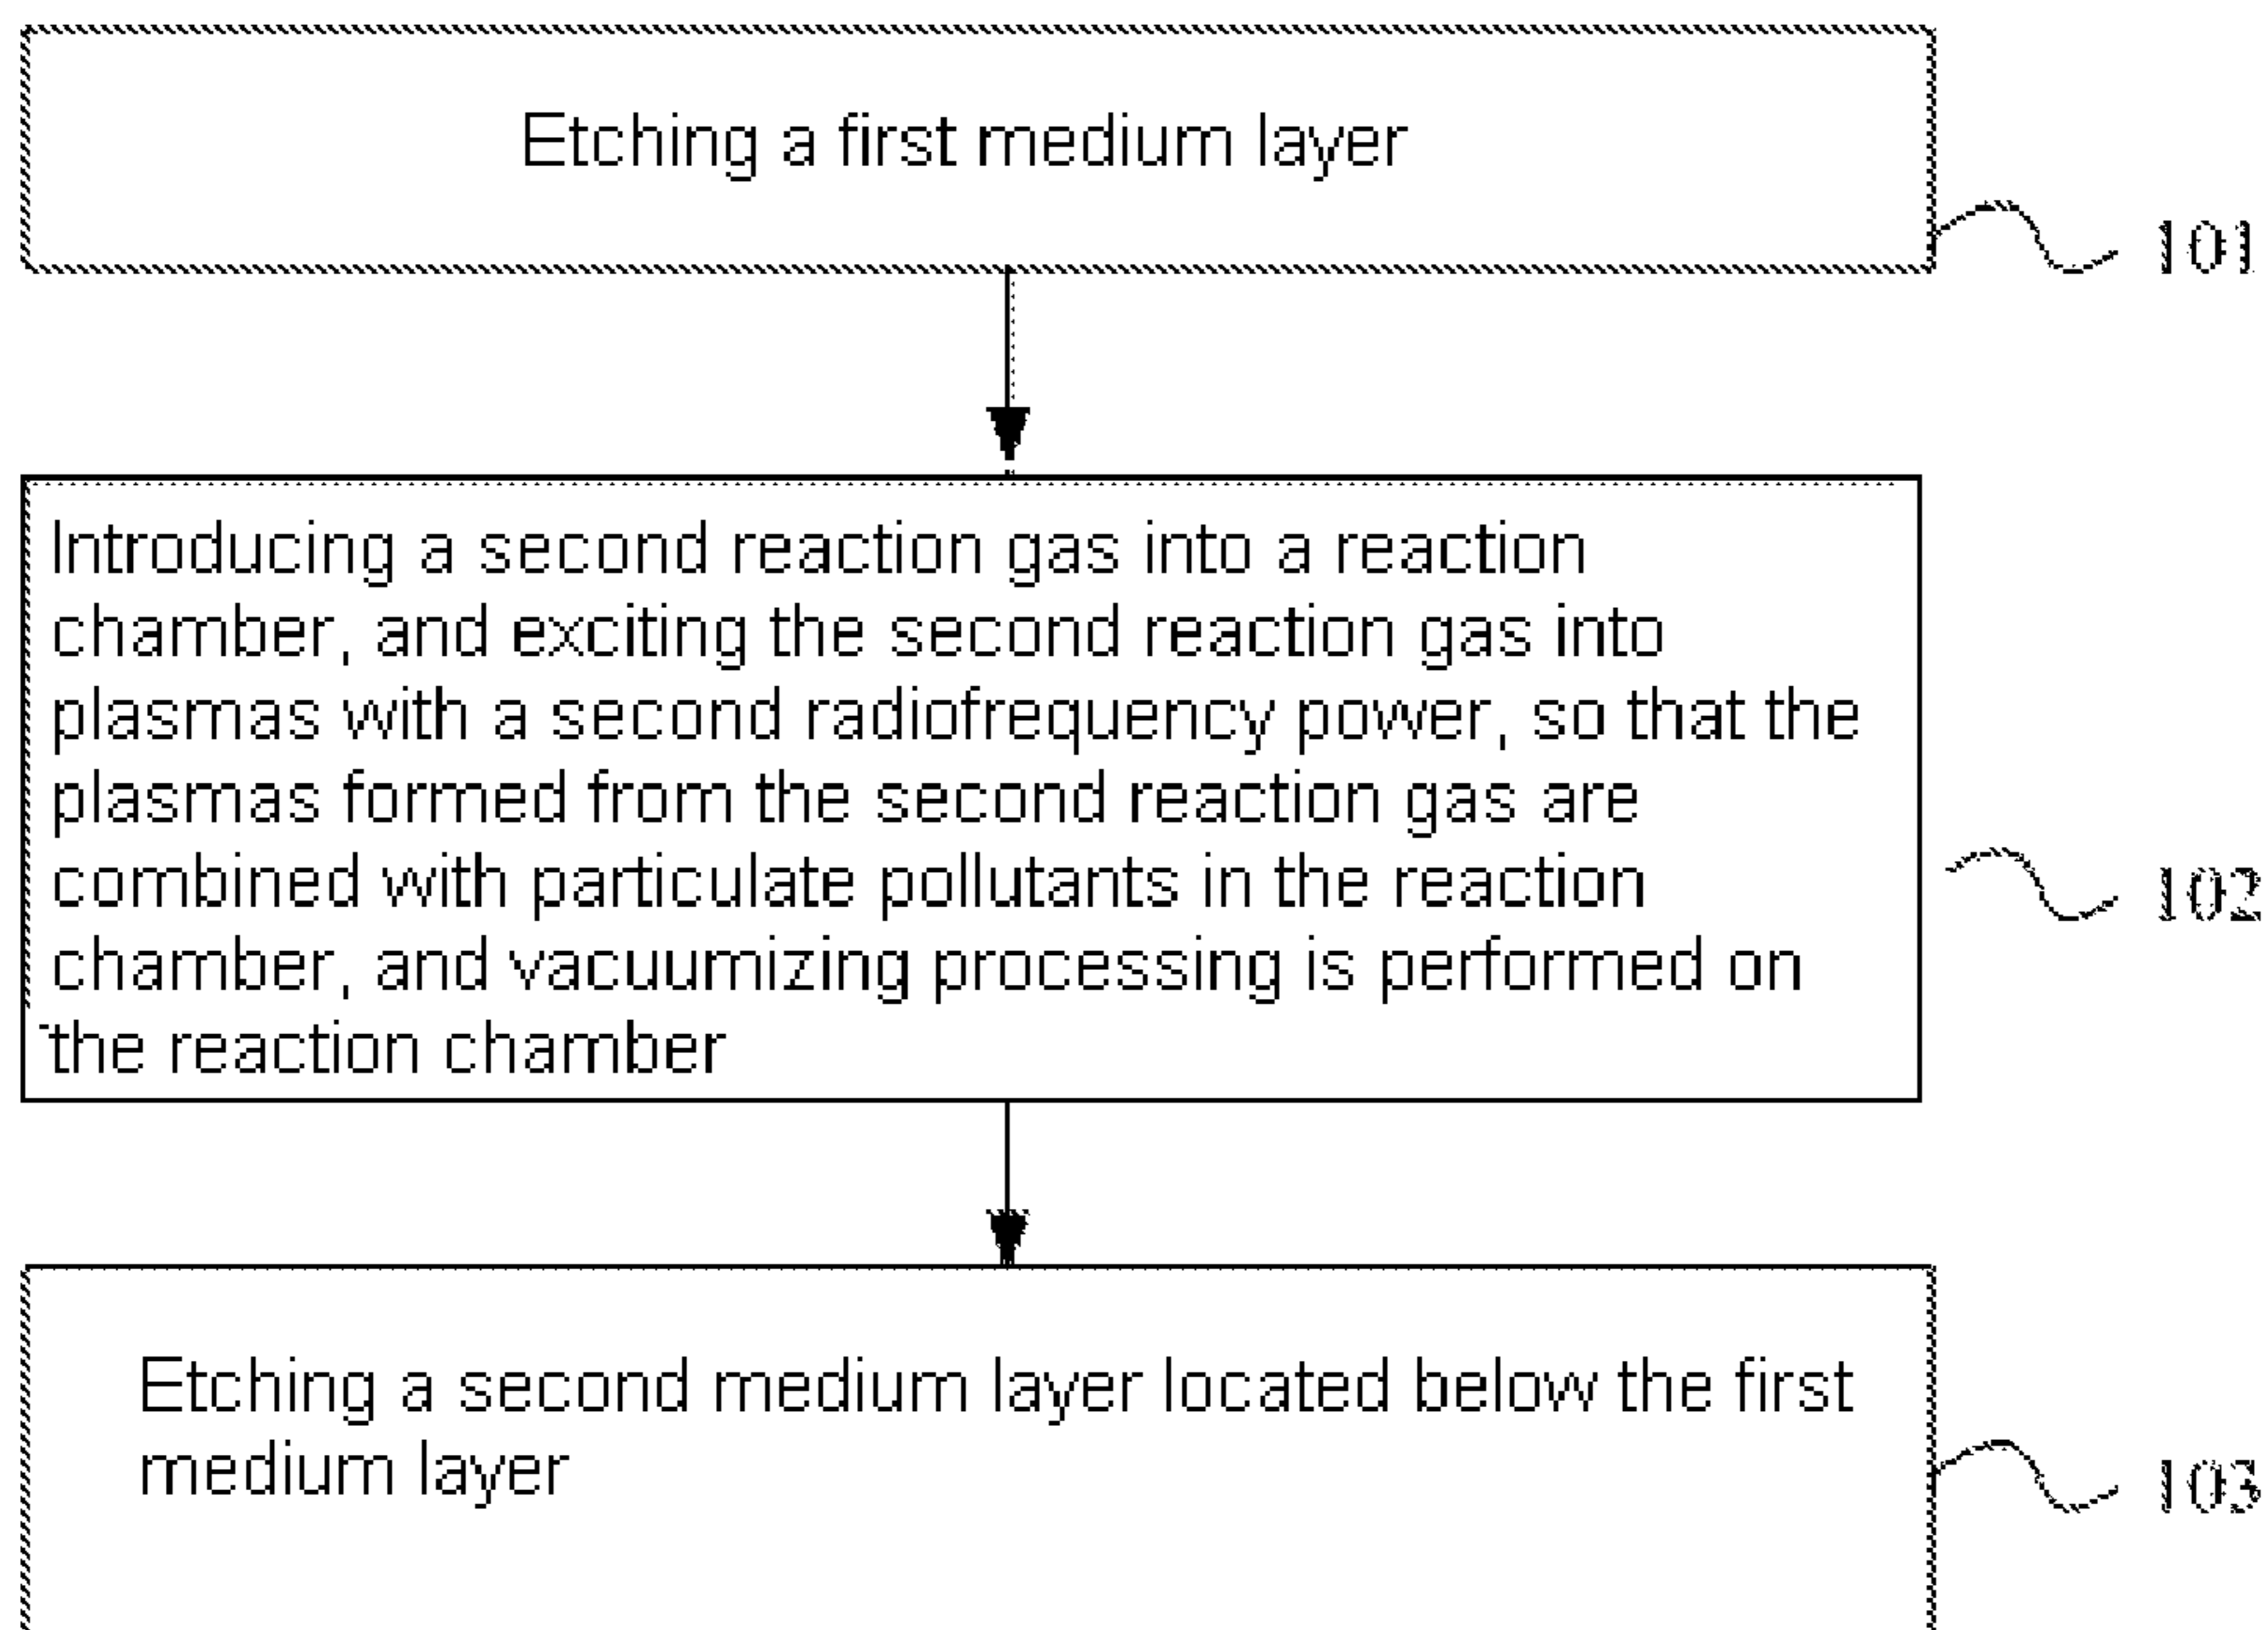 Etching a first medium layer
101
Introducing a second reaction gas into a reaction
chamber, and exciting the second reaction gas into
plasmas with a second radiofrequency power, so that the
plasmas formed from the second reaction gas are
combined with particulate pollutants in the reaction
chamber, and vacuumizing processing is performed on
the reaction chamber
102
Etching a second medium layer located below the first
medium layer
103